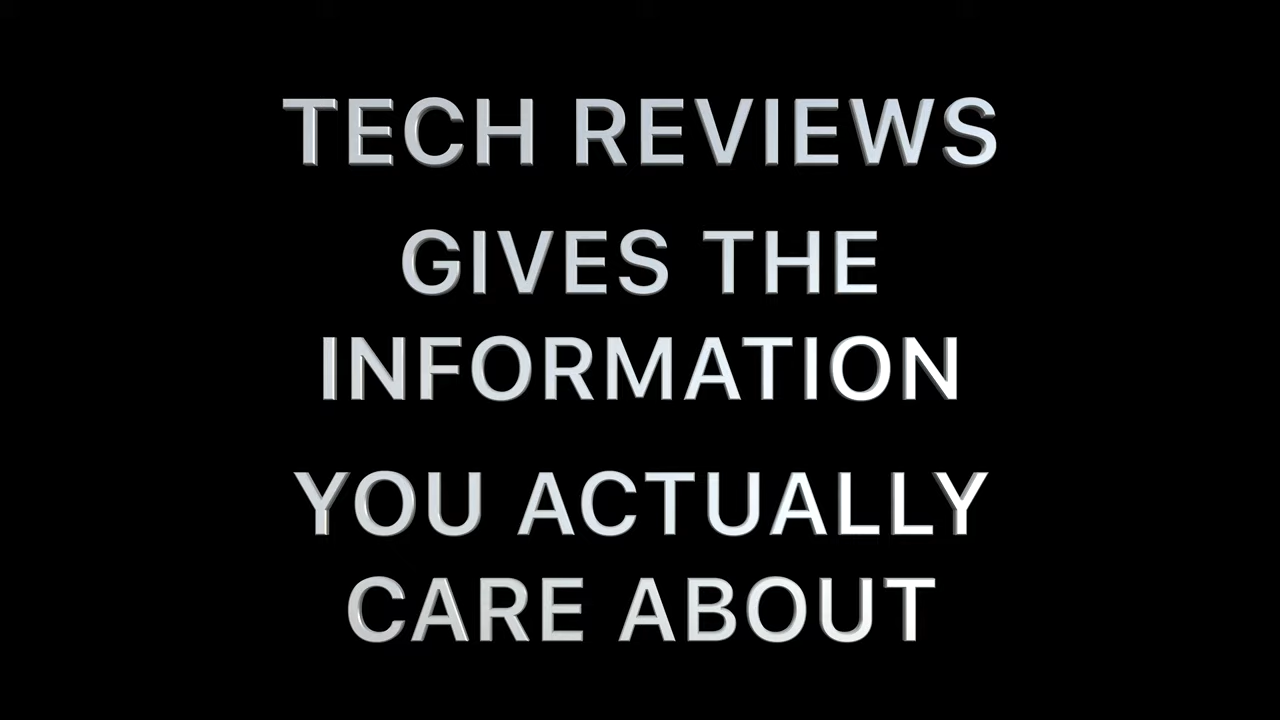 TECH REVIEWS
GIVES THE
INFORMATION
YOU ACTUALLY
CARE ABOUT